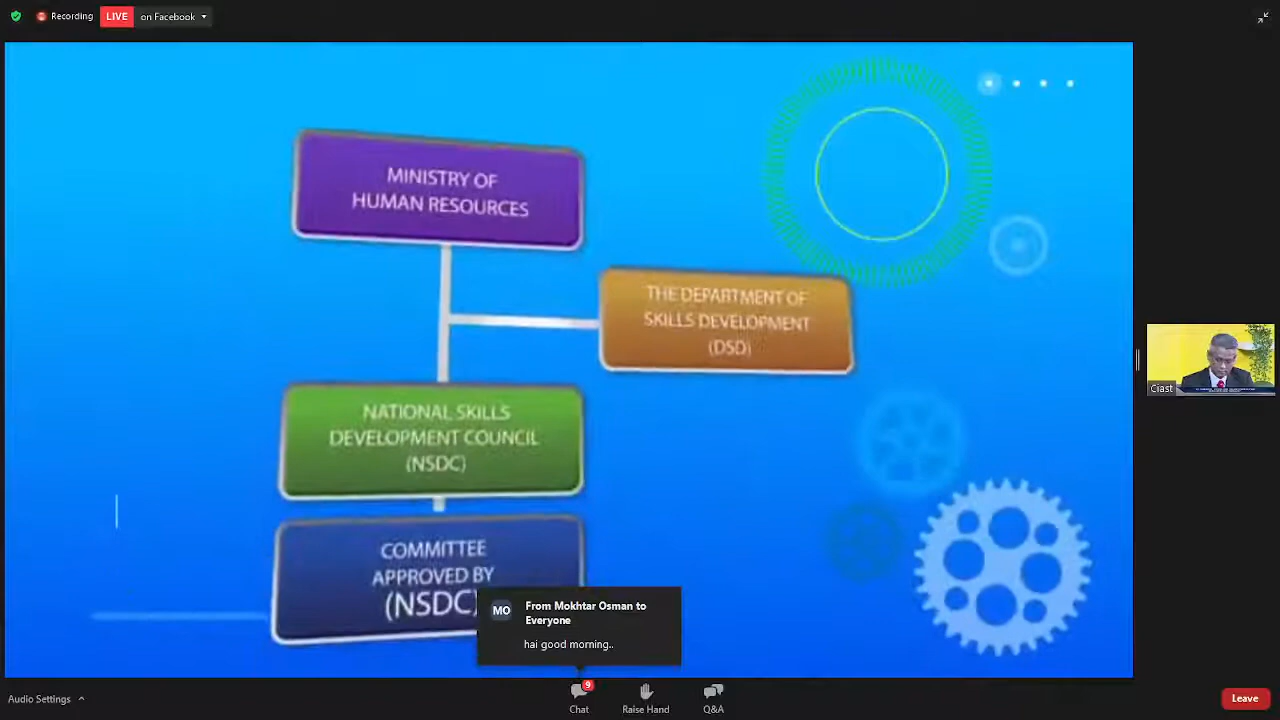 Recording
LIVE
on Facebook
MINISTRY OF
HUMAN RESOURCES
THE DEPARTMENT OF
SKILLS DEVELOPMENT
(DSD)
NATIONAL SKILLS
DEVELOPMENT COUNCIL
(NSDC)
COMMITTEE
APPROVED BY
(NSDC)
MO
From Mokhtar Osman to
Everyone
hai good morning..
Ciast
Audio Settings
9
Chat
Raise Hand
Q&A
Leave